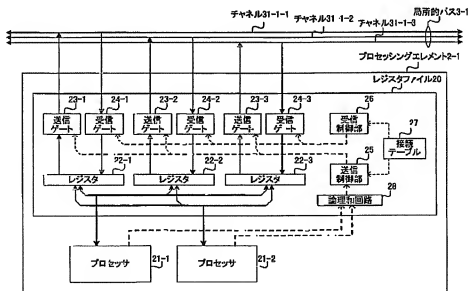 チャネル31-1-1
チャネル31-1-2
チャネル31-1-3
局所的バス3-1
プロセッシングエレメント2-1
レジスタファイル20
23-1
24-1
23-2
24-2
23-3
24-3
26
送信ゲート
受信ゲート
送信ゲート
受信ゲート
送信ゲート
受信ゲート
受信制御部
27
接続テーブル
25
送信制御部
22-1
22-2
22-3
28
レジスタ
レジスタ
レジスタ
論理和回路
プロセッサ
21-1
プロセッサ
21-2